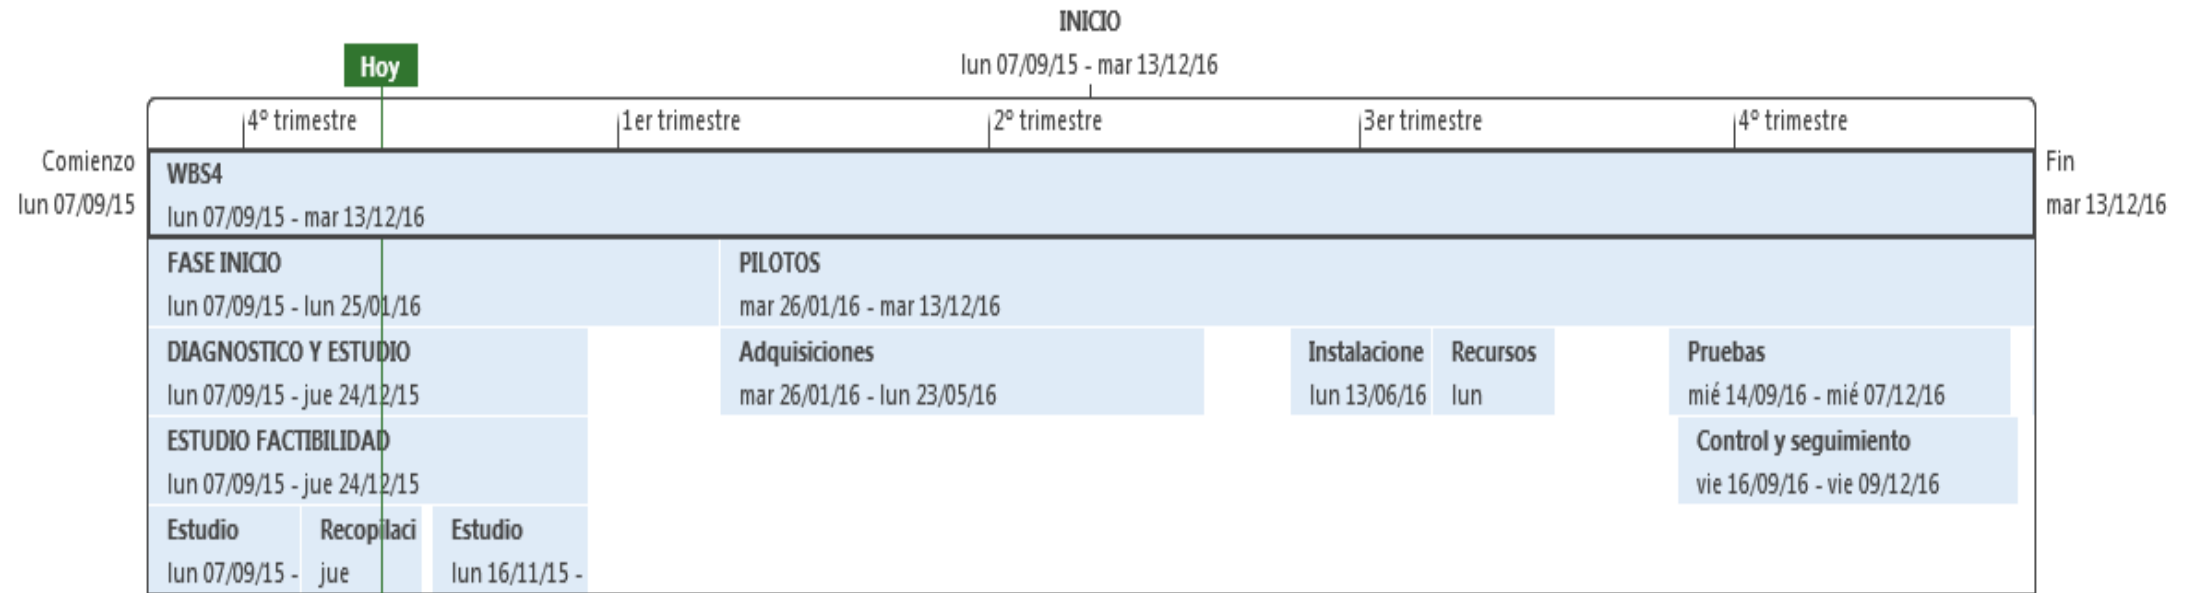 INICIO
lun 07/09/15 - mar 13/12/16
Hoy
4º trimestre
1er trimestre
2º trimestre
3er trimestre
4º trimestre
Comienzo
lun 07/09/15
Fin
mar 13/12/16
WBS4
lun 07/09/15 - mar 13/12/16
FASE INICIO
lun 07/09/15 - lun 25/01/16
PILOTOS
mar 26/01/16 - mar 13/12/16
DIAGNOSTICO Y ESTUDIO
lun 07/09/15 - jue 24/12/15
Adquisiciones
mar 26/01/16 - lun 23/05/16
Instalacione
lun 13/06/16
Recursos
lun
Pruebas
mié 14/09/16 - mié 07/12/16
ESTUDIO FACTIBILIDAD
lun 07/09/15 - jue 24/12/15
Control y seguimiento
vie 16/09/16 - vie 09/12/16
Estudio
lun 07/09/15 -
Recopilaci
jue
Estudio
lun 16/11/15 -